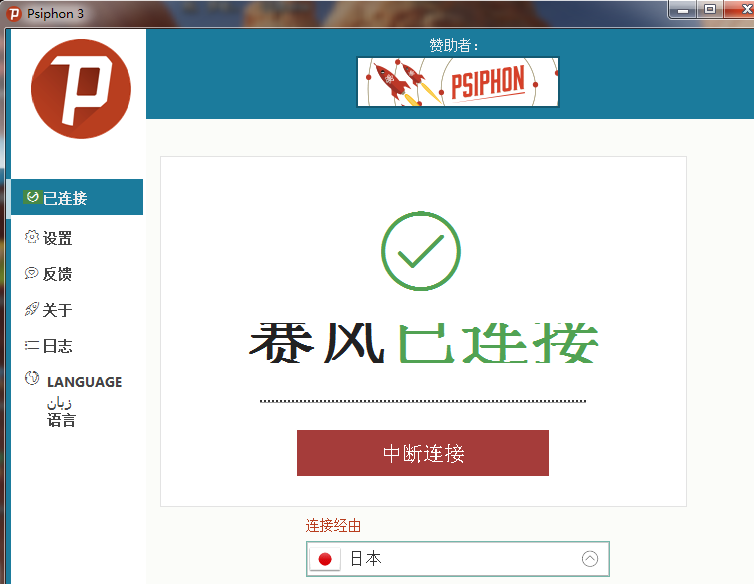 Psiphon 3
赞助者：
PSIPHON
已连接
设置
反馈
关于
日志
LANGUAGE
زبان
语言
赛风已连接
中断连接
连接经由
日本